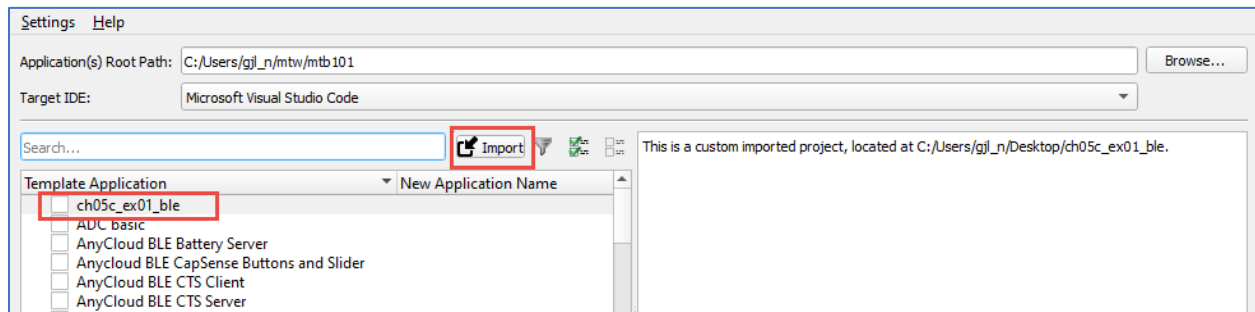 Settings Help
Application(s) Root Path: C:/Users/gjl_n/mtw/mtb101 Browse...
Target IDE: Microsoft Visual Studio Code
Search... Import This is a custom imported project, located at C:/Users/gjl_n/Desktop/ch05c_ex01_ble.
Template Application New Application Name
ch05c_ex01_ble
ADC basic
AnyCloud BLE Battery Server
Anycloud BLE CapSense Buttons and Slider
AnyCloud BLE CTS Client
AnyCloud BLE CTS Server